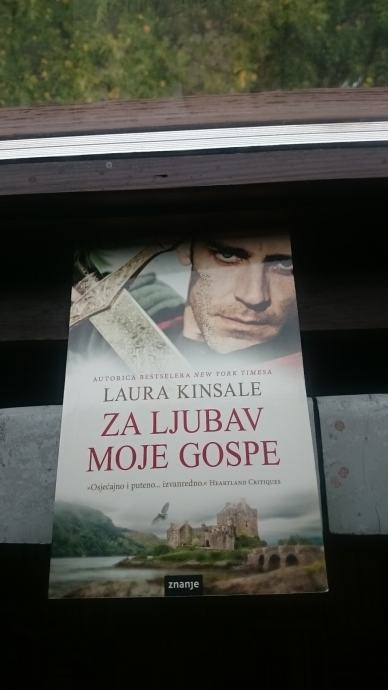 AUTORICA BESTSELERA NEW YORK TIMESA
LAURA KINSALE
ZA LJUBAV
MOJE GOSPE
»Osjećajno i puteno... izvanredno.« HEARTLAND CRITIQUES
znanje